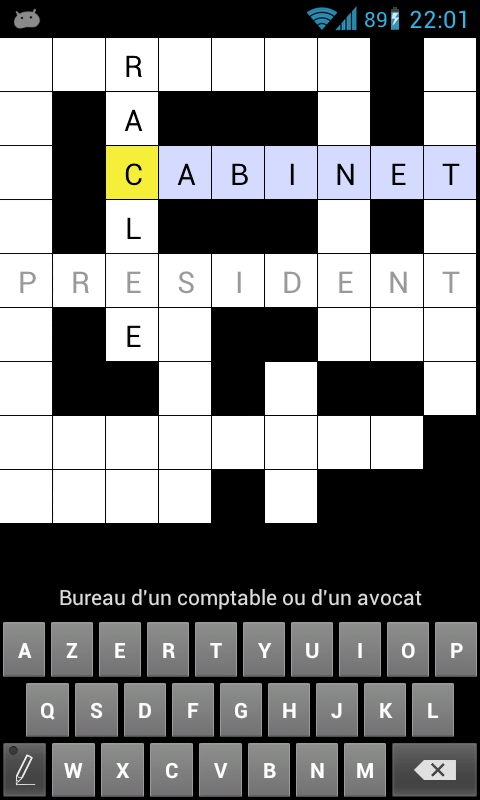 89 22:01
R
A
C A B I N E T
L
P R E S I D E N T
E
Bureau d'un comptable ou d'un avocat
A Z E R T Y U I O P
Q S D F G H J K L
W X C V B N M